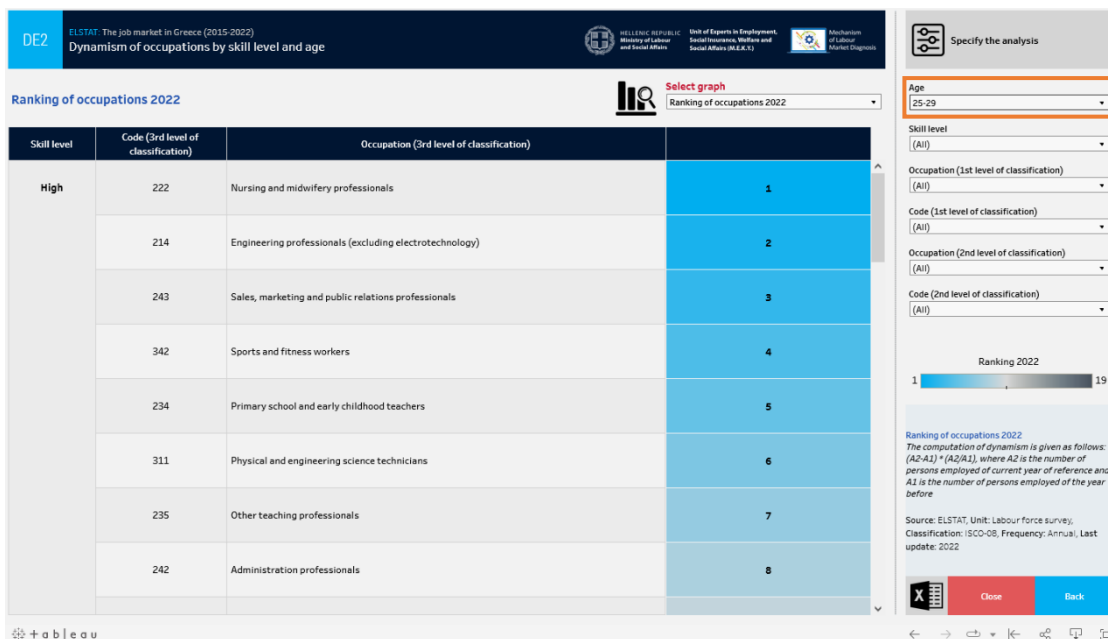 DE2
ELSTAT: The job market in Greece (2015-2022)
Dynamism of occupations by skill level and age
HELLENIC REPUBLIC
Ministry of Labour
and Social Affairs
Unit of Experts in Employment,
Social Insurance, Welfare and
Social Affairs (M.E.K.Y.)
Mechanism
of Labour
Market Diagnosis
Specify the analysis
Ranking of occupations 2022
Select graph
Ranking of occupations 2022
Skill level
Code (3rd level of
classification)
Occupation (3rd level of classification)
High
222 Nursing and midwifery professionals 1
214 Engineering professionals (excluding electrotechnology) 2
243 Sales, marketing and public relations professionals 3
342 Sports and fitness workers 4
234 Primary school and early childhood teachers 5
311 Physical and engineering science technicians 6
235 Other teaching professionals 7
242 Administration professionals 8
Age
25-29
Skill level
(All)
Occupation (1st level of classification)
(All)
Code (1st level of classification)
(All)
Occupation (2nd level of classification)
(All)
Code (2nd level of classification)
(All)
Ranking 2022
1 19
Ranking of occupations 2022
The computation of dynamism is given as follows:
(A2-A1) * (A2/A1), where A2 is the number of
persons employed of current year of reference and
A1 is the number of persons employed of the year
before
Source: ELSTAT, Unit: Labour force survey,
Classification: ISCO-08, Frequency: Annual, Last
update: 2022
X
Close
Back
+ a b l e a u